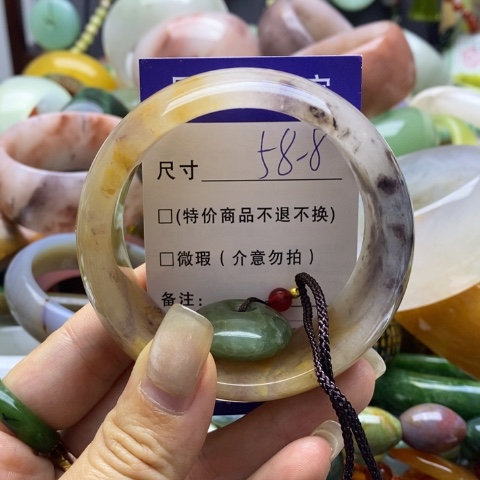 尺寸 58-8
□(特价商品不退不换)
□微瑕(介意勿拍)
备注: